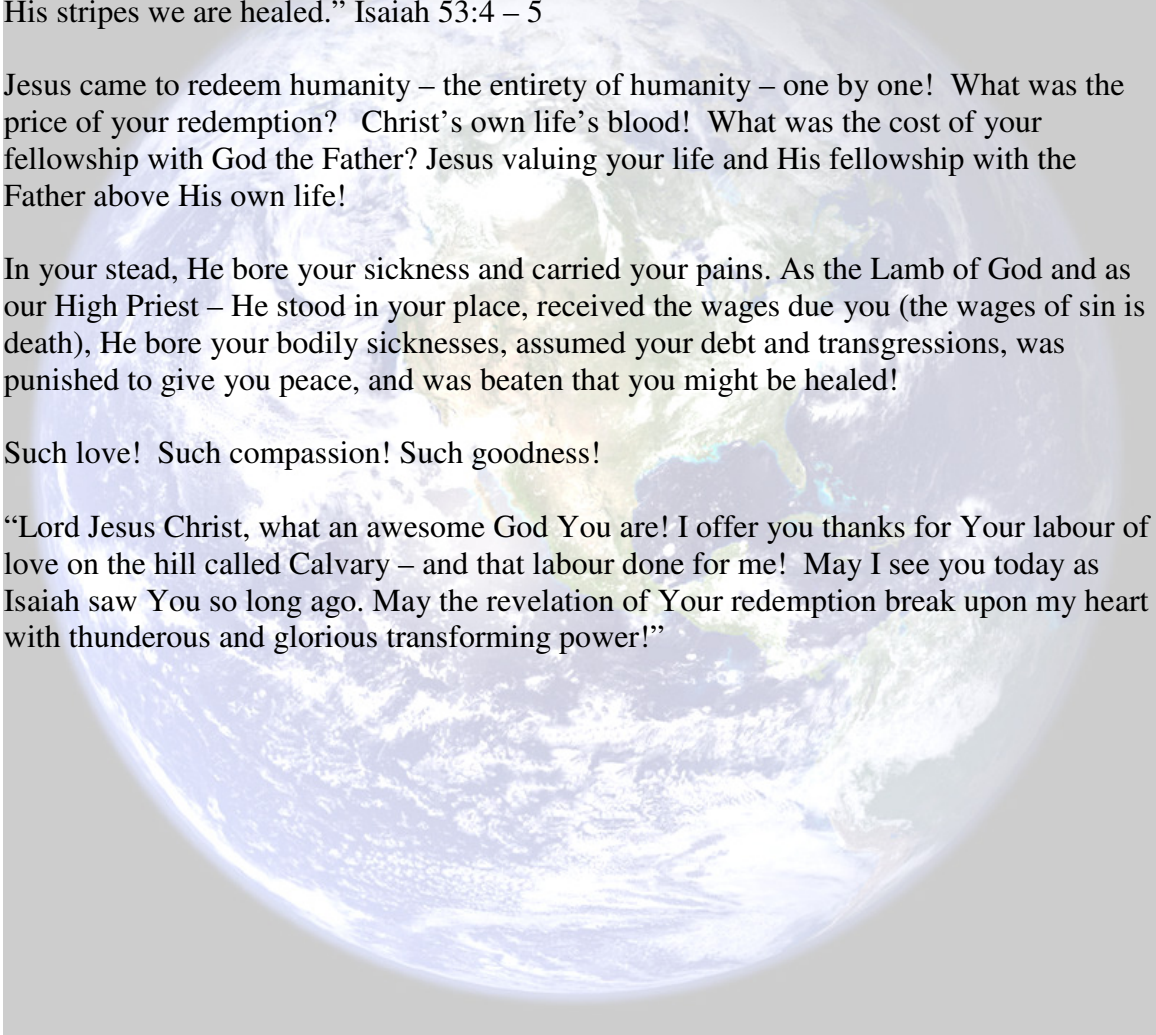 His stripes we are healed.” Isaiah 53:4 – 5
Jesus came to redeem humanity – the entirety of humanity – one by one!  What was the
price of your redemption?   Christ’s own life’s blood!  What was the cost of your
fellowship with God the Father? Jesus valuing your life and His fellowship with the
Father above His own life!
In your stead, He bore your sickness and carried your pains. As the Lamb of God and as
our High Priest – He stood in your place, received the wages due you (the wages of sin is
death), He bore your bodily sicknesses, assumed your debt and transgressions, was
punished to give you peace, and was beaten that you might be healed!
Such love!  Such compassion! Such goodness!
“Lord Jesus Christ, what an awesome God You are! I offer you thanks for Your labour of
love on the hill called Calvary – and that labour done for me!  May I see you today as
Isaiah saw You so long ago. May the revelation of Your redemption break upon my heart
with thunderous and glorious transforming power!”